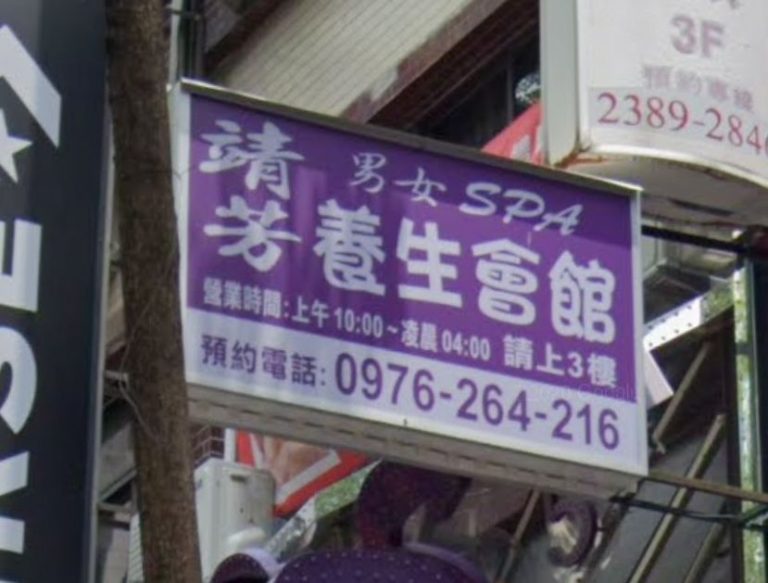 靖芳
男女SPA
養生會館
營業時間:上午10:00~凌晨04:00 請上3樓
預約電話:0976-264-216
3F
預約專線
2389-2846
RSE